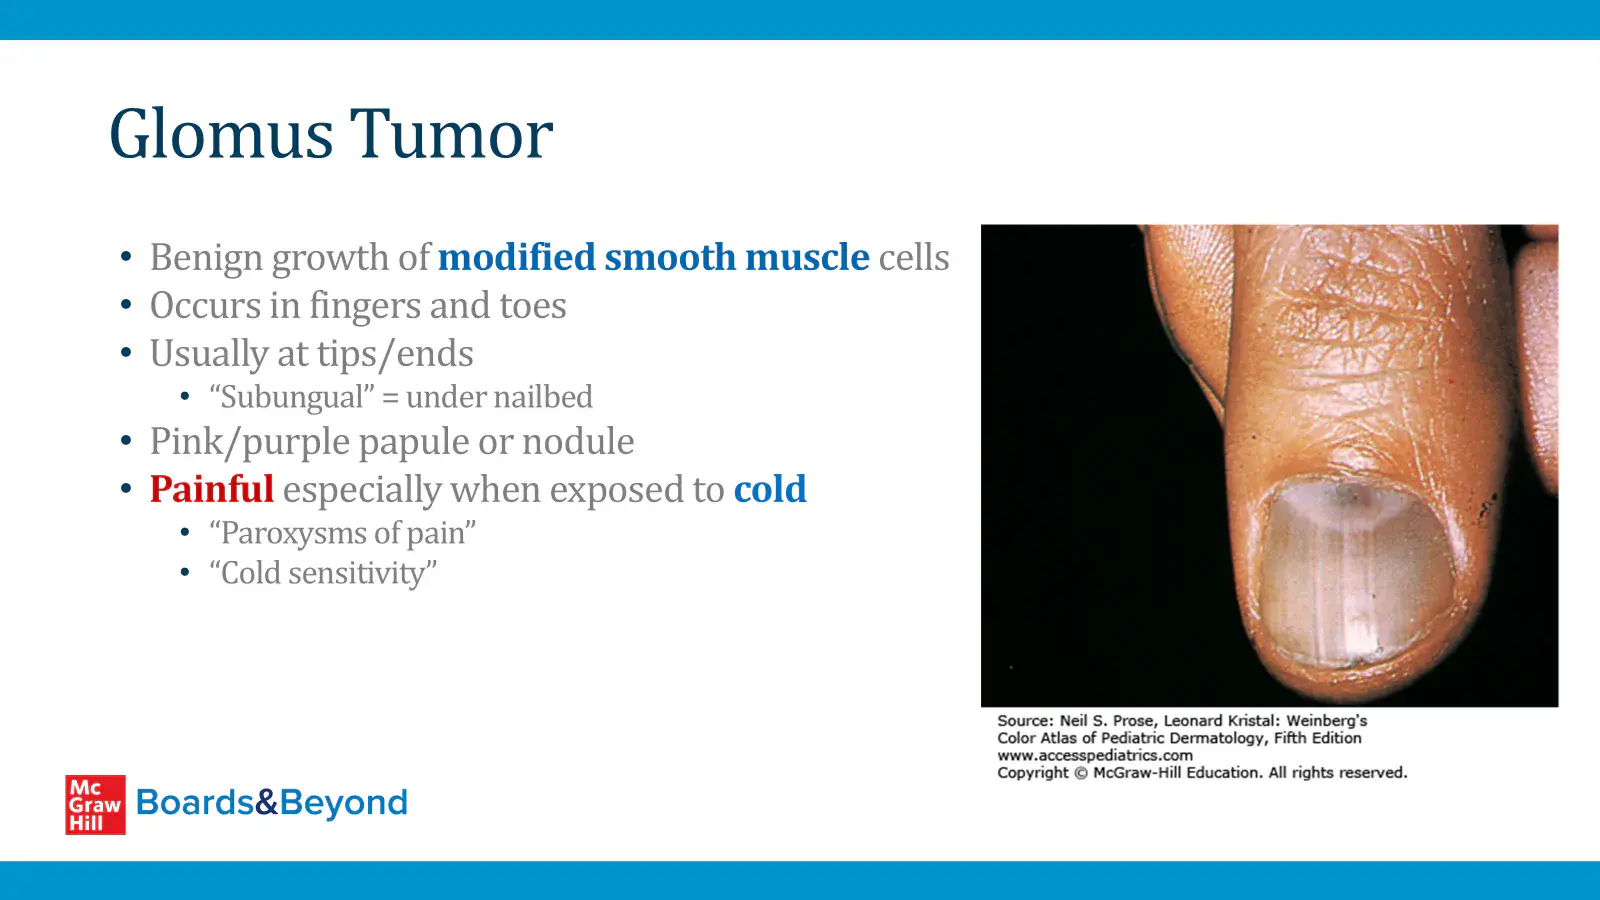 Glomus Tumor
• Benign growth of modified smooth muscle cells
• Occurs in fingers and toes
• Usually at tips/ends
• “Subungual” = under nailbed
• Pink/purple papule or nodule
• Painful especially when exposed to cold
• “Paroxysms of pain”
• “Cold sensitivity”
Source: Neil S. Prose, Leonard Kristal: Weinberg's
Color Atlas of Pediatric Dermatology, Fifth Edition
www.accesspediatrics.com
Copyright © McGraw-Hill Education. All rights reserved.
Mc
Graw
Hill
Boards&Beyond